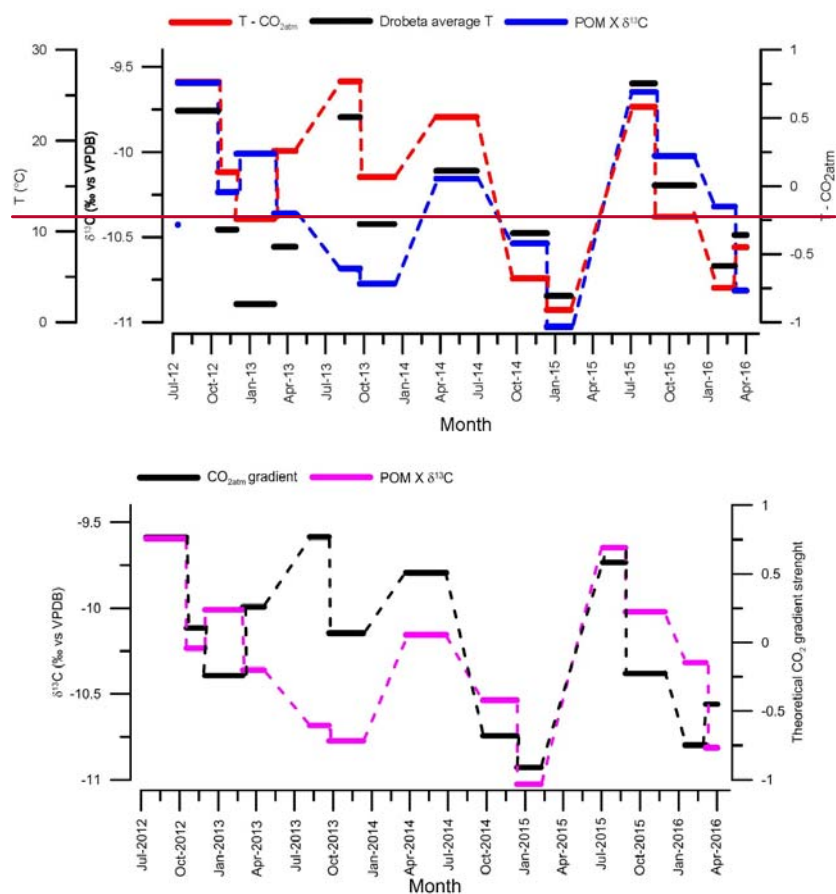 T - CO2atm Drobeta average T POM X δ¹³C
30
20
10
0
T (°C)
-9.5
-10
-10.5
-11
δ¹³C (‰ vs VPDB)
1
0.5
0
-0.5
-1
T - CO2atm
Jul-12 Oct-12 Jan-13 Apr-13 Jul-13 Oct-13 Jan-14 Apr-14 Jul-14 Oct-14 Jan-15 Apr-15 Jul-15 Oct-15 Jan-16 Apr-16
Month
CO2atm gradient POM X δ¹³C
-9.5
-10
-10.5
-11
δ¹³C (‰ vs VPDB)
1
0.5
0
-0.5
-1
Theoretical CO2 gradient strenght
Jul-2012 Oct-2012 Jan-2013 Apr-2013 Jul-2013 Oct-2013 Jan-2014 Apr-2014 Jul-2014 Oct-2014 Jan-2015 Apr-2015 Jul-2015 Oct-2015 Jan-2016 Apr-2016
Month